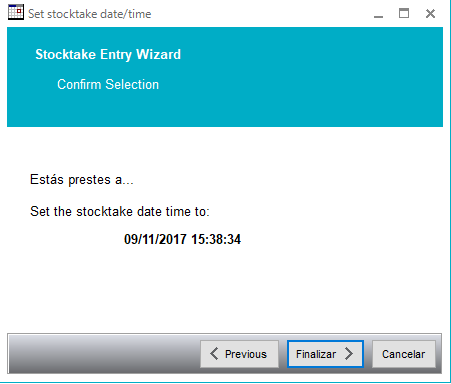 Set stocktake date/time
Stocktake Entry Wizard
Confirm Selection
Estás prestes a...
Set the stocktake date time to:
09/11/2017 15:38:34
Previous
Finalizar
Cancelar